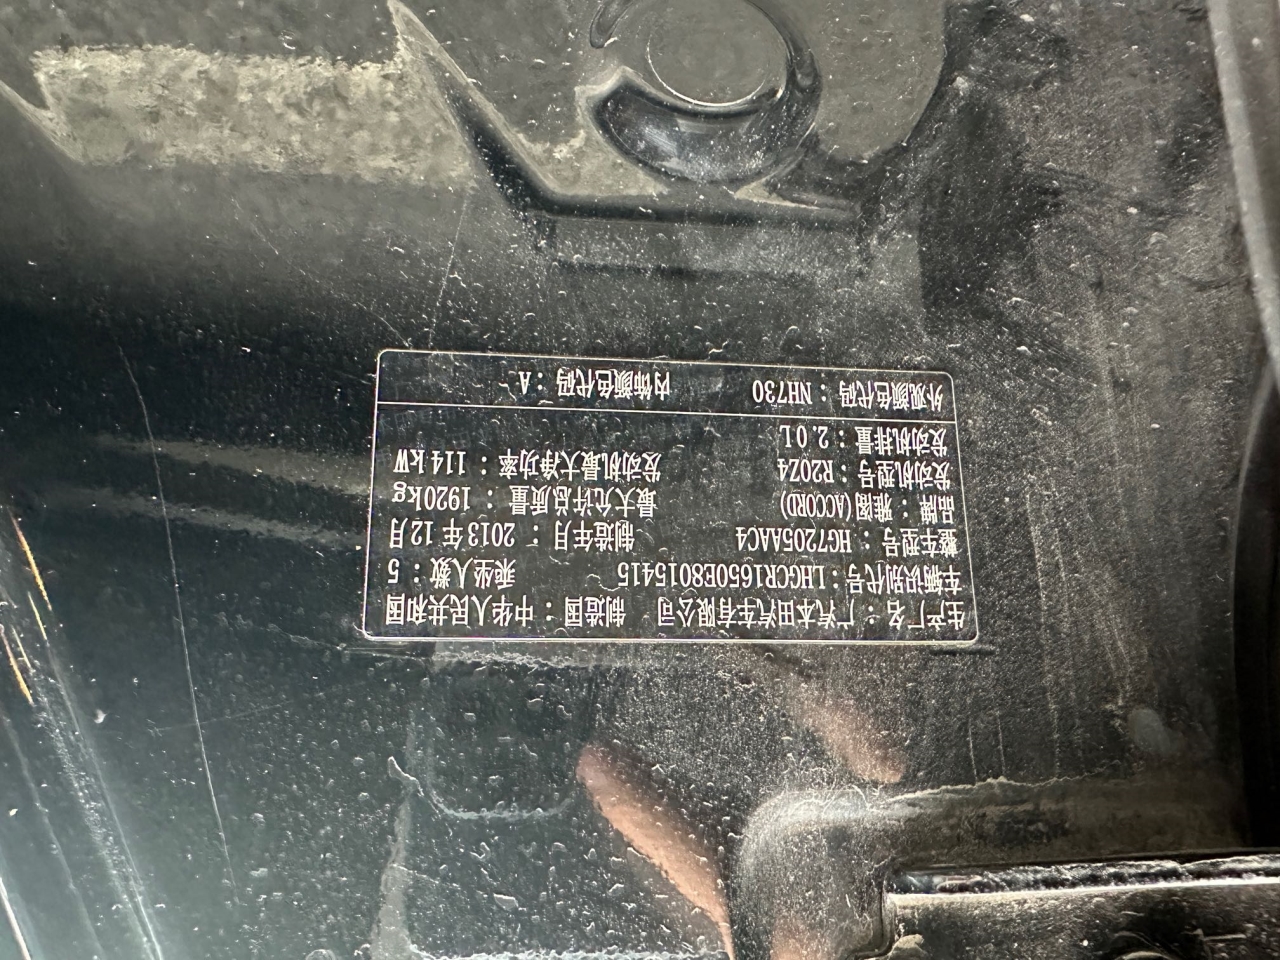 生产厂名：广汽本田汽车有限公司 制造国：中华人民共和国
车辆识别代号：LHGCR1650E8015415 乘坐人数：5
整车型号：HG7205AAC4 制造年月：2013年12月
品牌：雅阁(ACCORD) 最大允许总质量：1920kg
发动机型号：R20Z4 发动机最大净功率：114kW
发动机排量：2.0L
外观颜色代码：NH730 内饰颜色代码：A